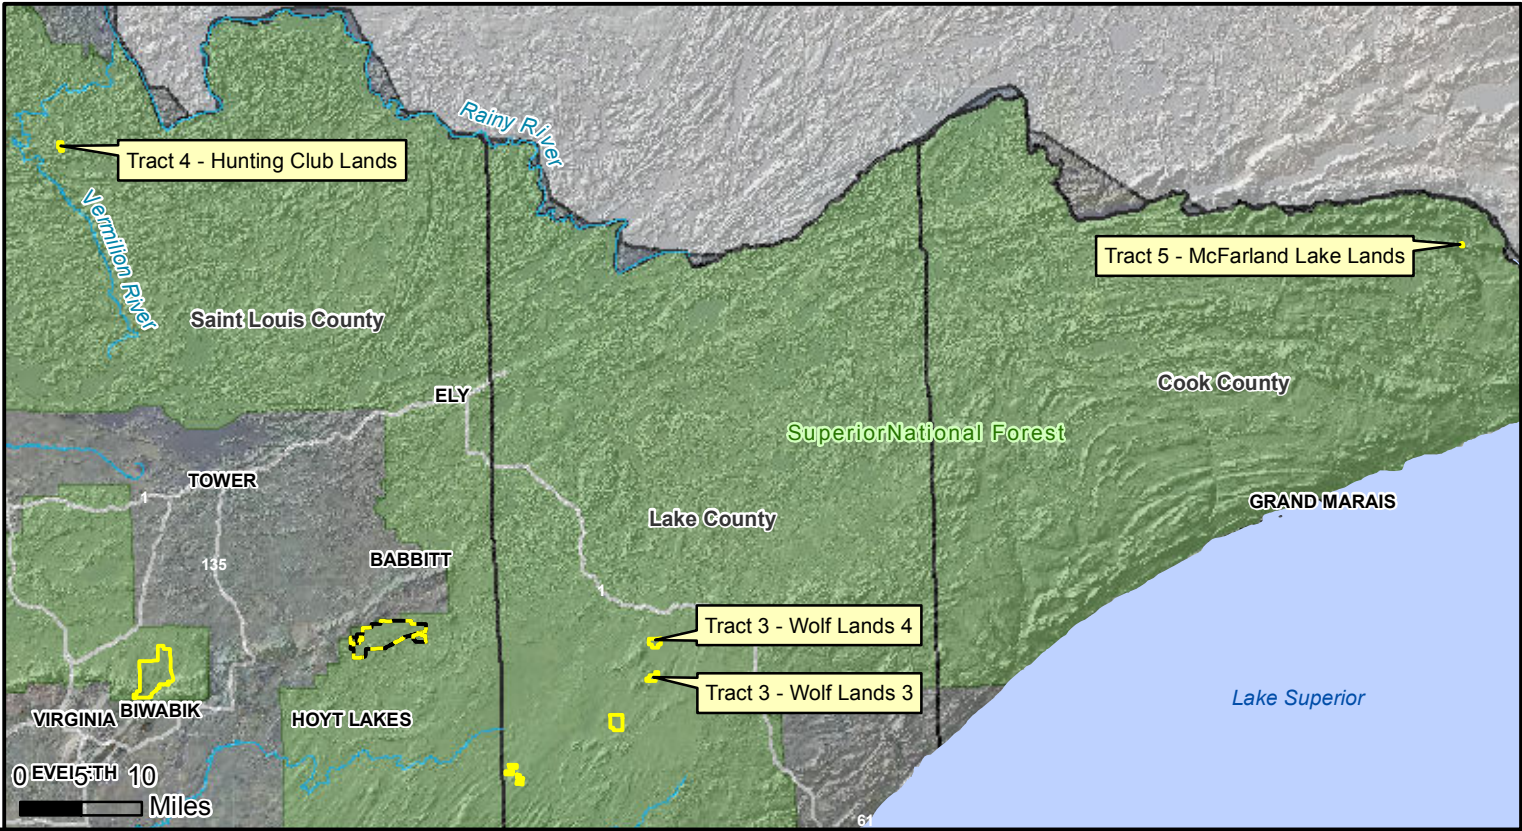 Rainy River
Tract 4 - Hunting Club Lands
Vermilion River
Tract 5 - McFarland Lake Lands
Saint Louis County
Cook County
ELY
SuperiorNational Forest
TOWER
1
GRAND MARAIS
Lake County
BABBITT
135
1
Tract 3 - Wolf Lands 4
Tract 3 - Wolf Lands 3
Lake Superior
BIWABIK
VIRGINIA
HOYT LAKES
EVELETH
0 5 10
Miles
61